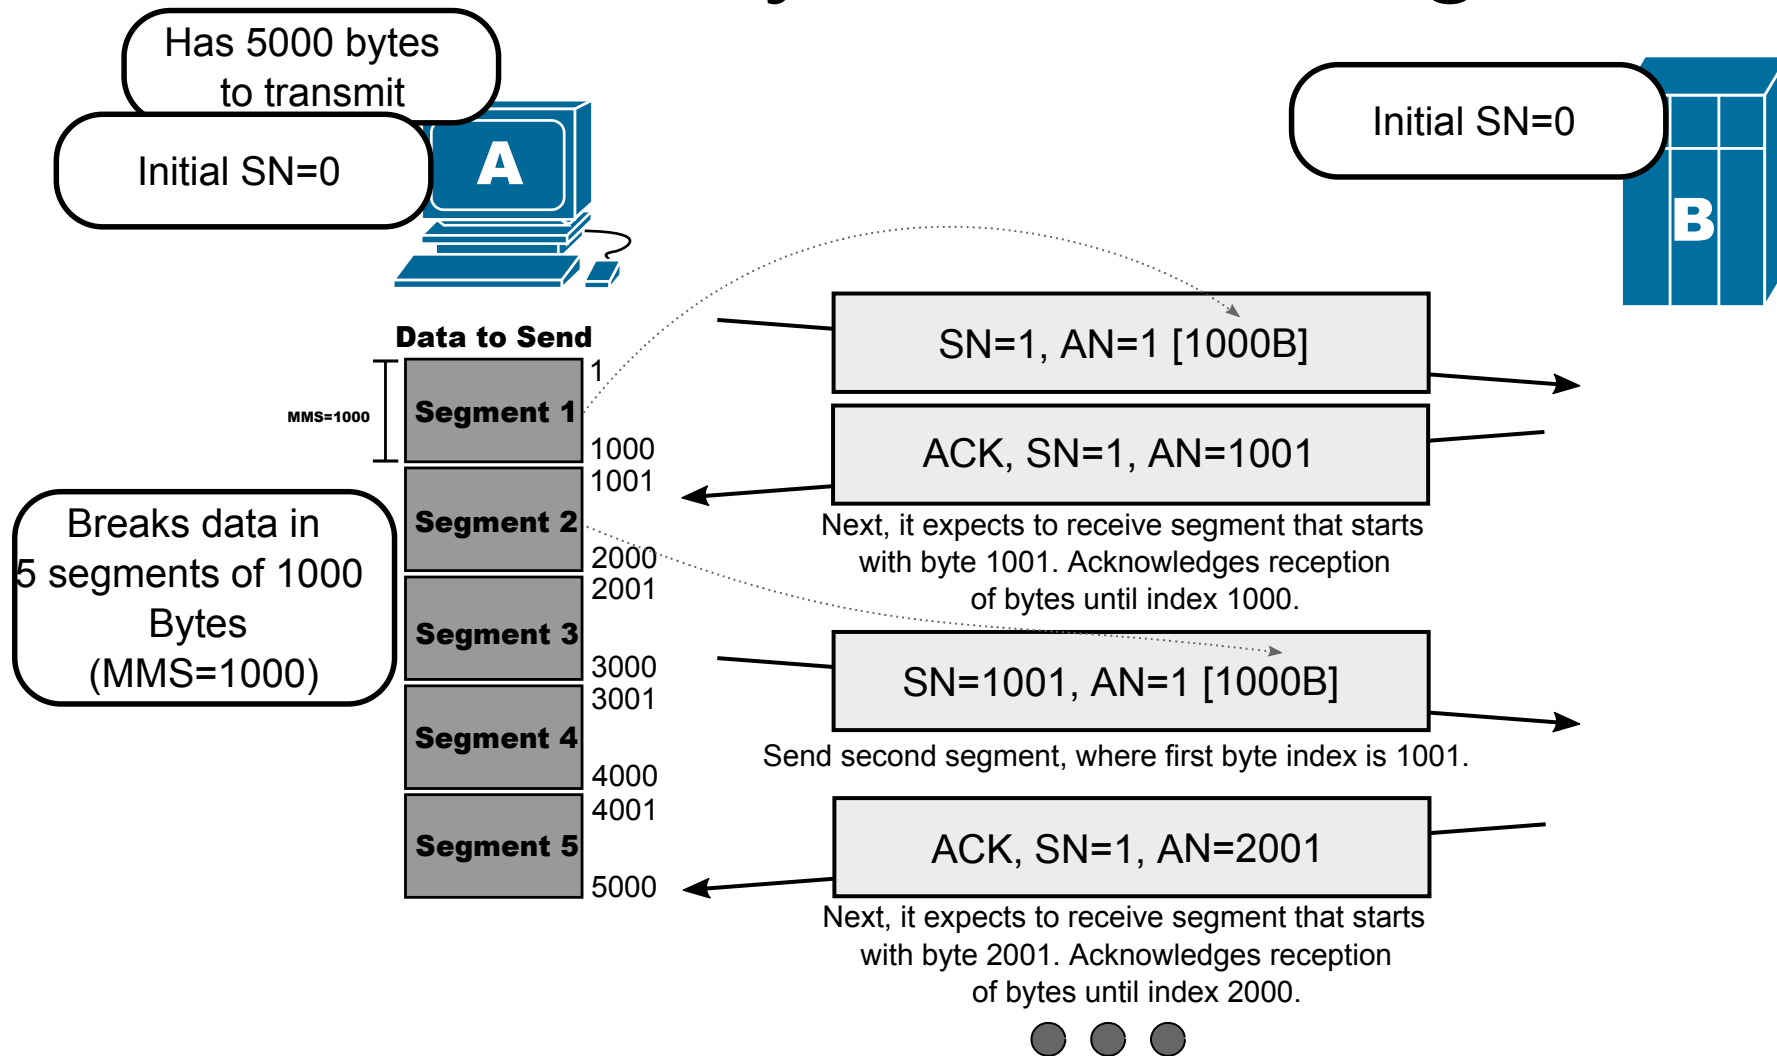 Has 5000 bytes
to transmit
Initial SN=0
A
Initial SN=0
B
Data to Send
MMS=1000
Segment 1
1
1000
Segment 2
1001
2000
Segment 3
2001
3000
Segment 4
3001
4000
Segment 5
4001
5000
Breaks data in
5 segments of 1000
Bytes
(MMS=1000)
SN=1, AN=1 [1000B]
ACK, SN=1, AN=1001
Next, it expects to receive segment that starts
with byte 1001. Acknowledges reception
of bytes until index 1000.
SN=1001, AN=1 [1000B]
Send second segment, where first byte index is 1001.
ACK, SN=1, AN=2001
Next, it expects to receive segment that starts
with byte 2001. Acknowledges reception
of bytes until index 2000.